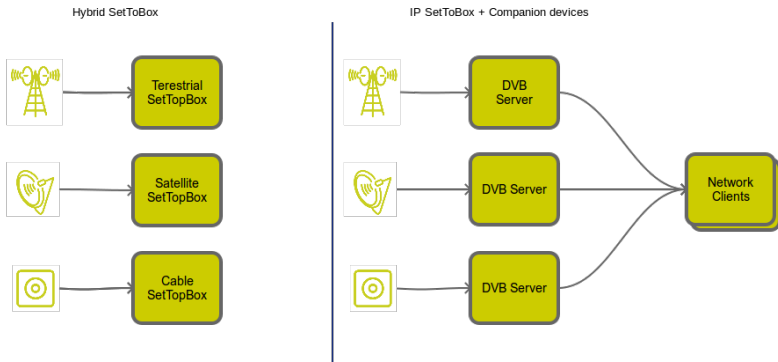 Hybrid SetToBox
IP SetToBox + Companion devices
Terestrial
SetTopBox
DVB
Server
Satellite
SetTopBox
DVB Server
Network
Clients
Cable
SetTopBox
DVB Server